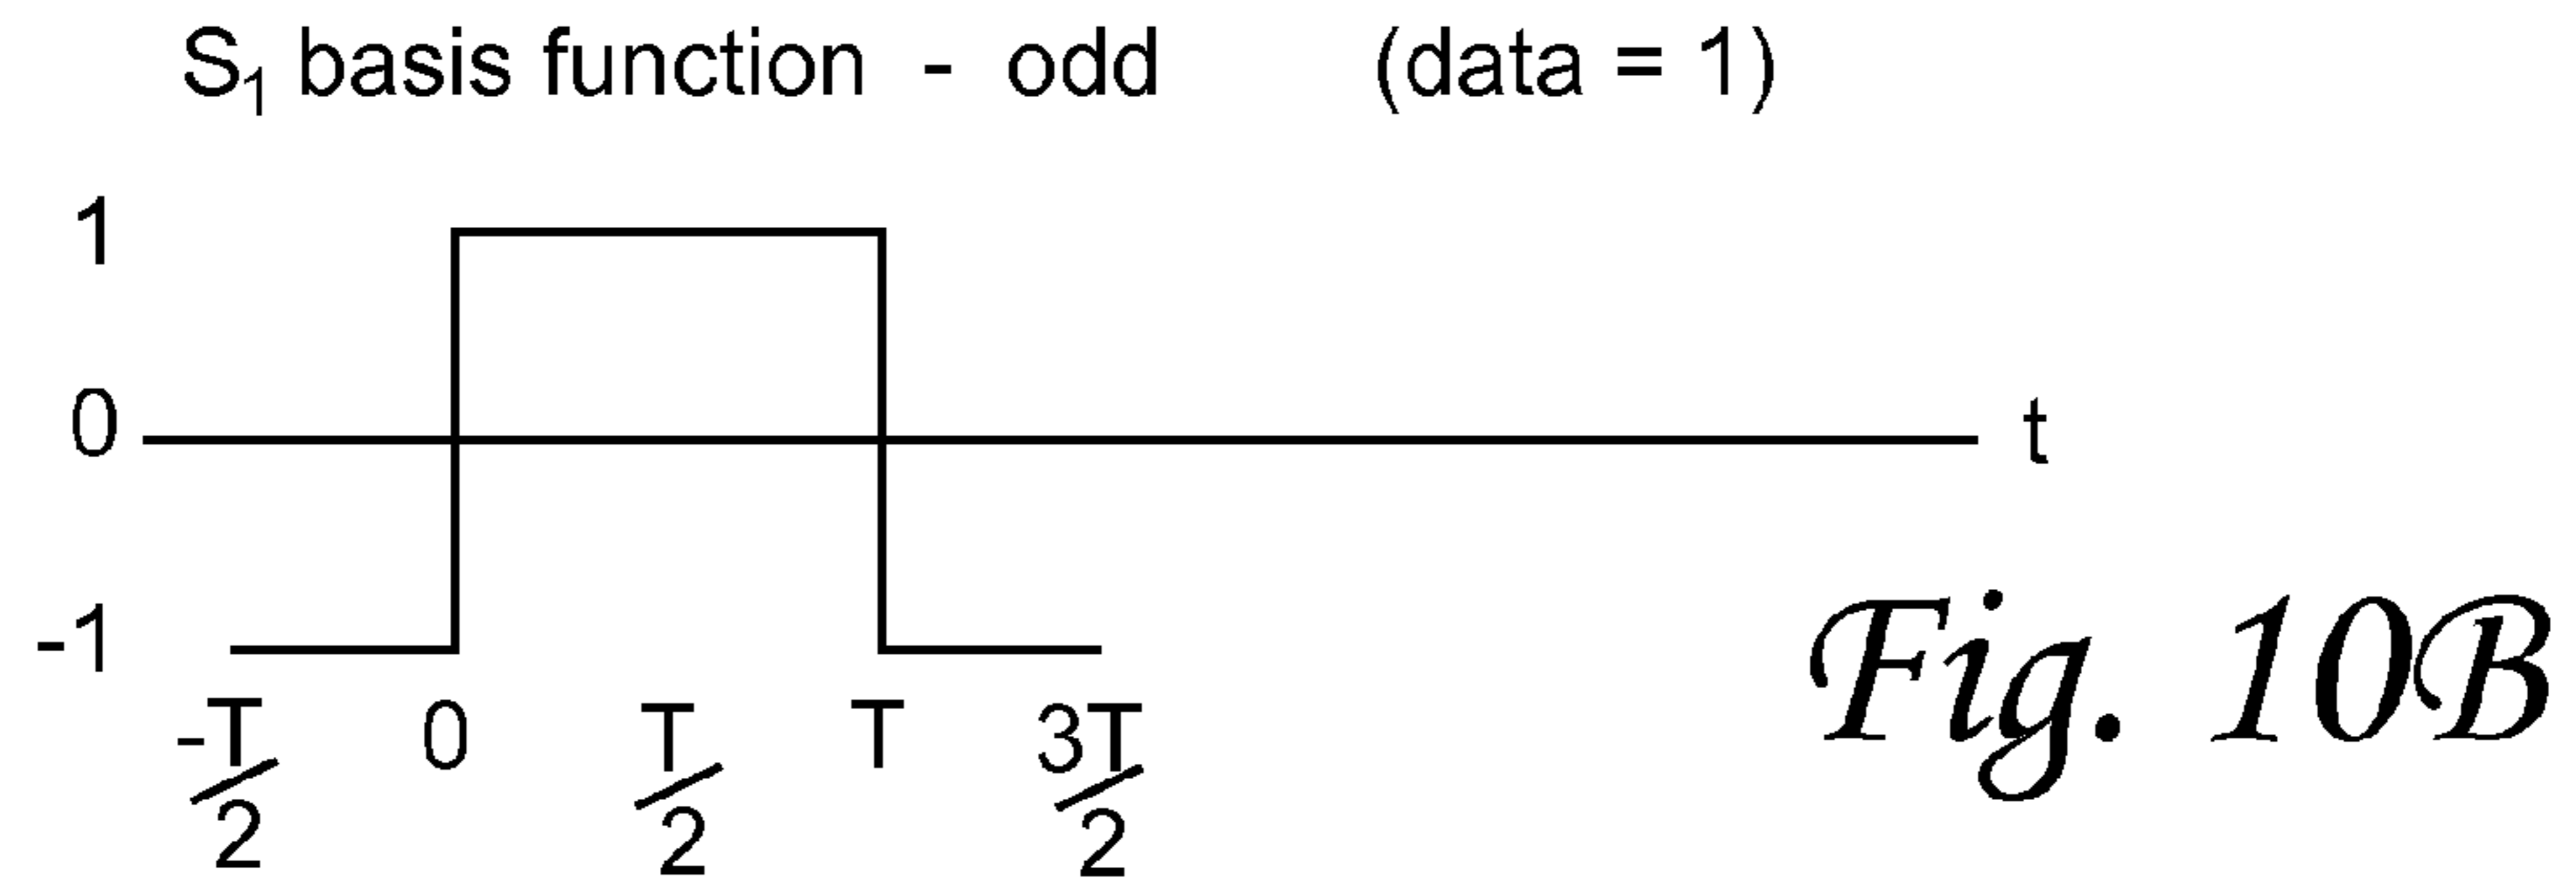 S₁ basis function - odd (data = 1)
1
0
t
-1
-T/2 0 T/2 T 3T/2
Fig. 10B